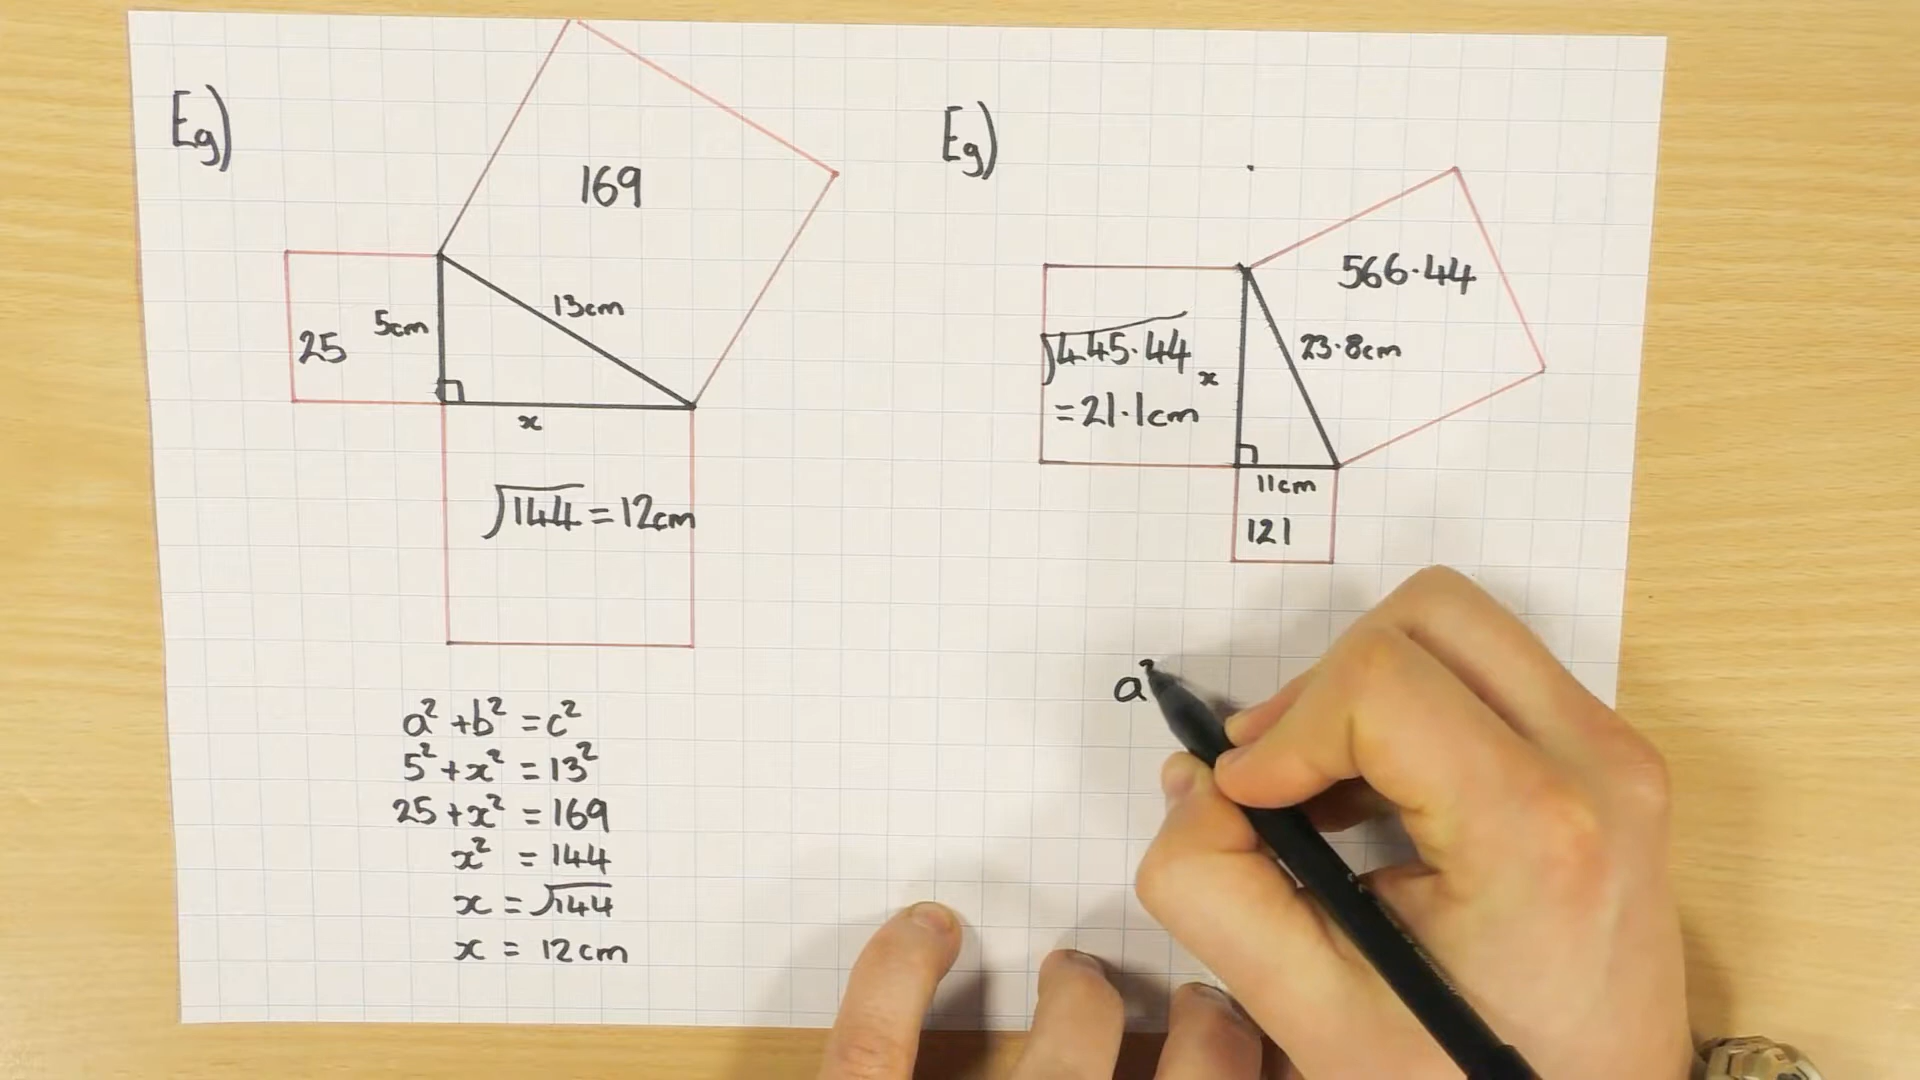 Eg)
169
5cm
13cm
25
x
√144 = 12cm
a² + b² = c²
5² + x² = 13²
25 + x² = 169
x² = 144
x = √144
x = 12cm
Eg)
566·44
√445·44
x
23·8cm
= 21·1cm
11cm
121
a²